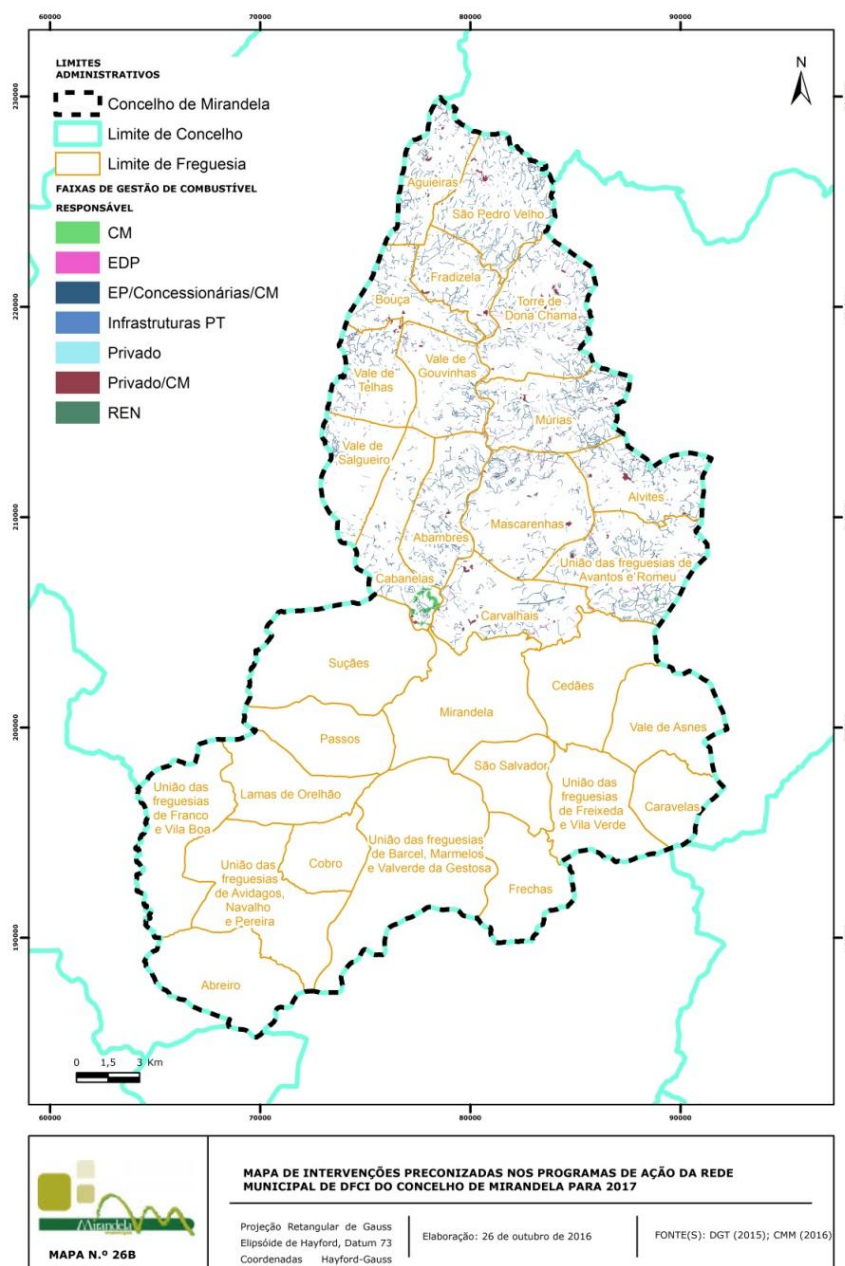 60000 70000 80000 90000
N
LIMITES
ADMINISTRATIVOS
Concelho de Mirandela
Limite de Concelho
Limite de Freguesia
FAIXAS DE GESTÃO DE COMBUSTÍVEL
RESPONSÁVEL
CM
EDP
EP/Concessionárias/CM
Infrastruturas PT
Privado
Privado/CM
REN
230000
220000
210000
200000
190000
Aguieiras
São Pedro Velho
Fradizela
Bouça
Torre de
Dona Chama
Vale de
Telhas
Vale de
Gouvinhas
Múrias
Vale de
Salgueiro
Alvites
Mascarenhas
Abambres
União das freguesias de
Avantos e Romeu
Cabanelas
Carvalhais
Suçães
Cedães
Mirandela
Vale de Asnes
Passos
São Salvador
União das
freguesias
de Franco
e Vila Boa
Lamas de Orelhão
União das
freguesias
de Freixeda
e Vila Verde
Caravelas
União das freguesias
de Barcel, Marmelos
e Valverde da Gestosa
Cobro
União das
freguesias
de Avidagos,
Navalho
e Pereira
Frechas
Abreiro
0 1,5 3 Km
60000 70000 80000 90000
Mirandela
MAPA N.º 26B
MAPA DE INTERVENÇÕES PRECONIZADAS NOS PROGRAMAS DE AÇÃO DA REDE
MUNICIPAL DE DFCI DO CONCELHO DE MIRANDELA PARA 2017
Projeção Retangular de Gauss
Elipsóide de Hayford, Datum 73
Coordenadas Hayford-Gauss
Elaboração: 26 de outubro de 2016
FONTE(S): DGT (2015); CMM (2016)